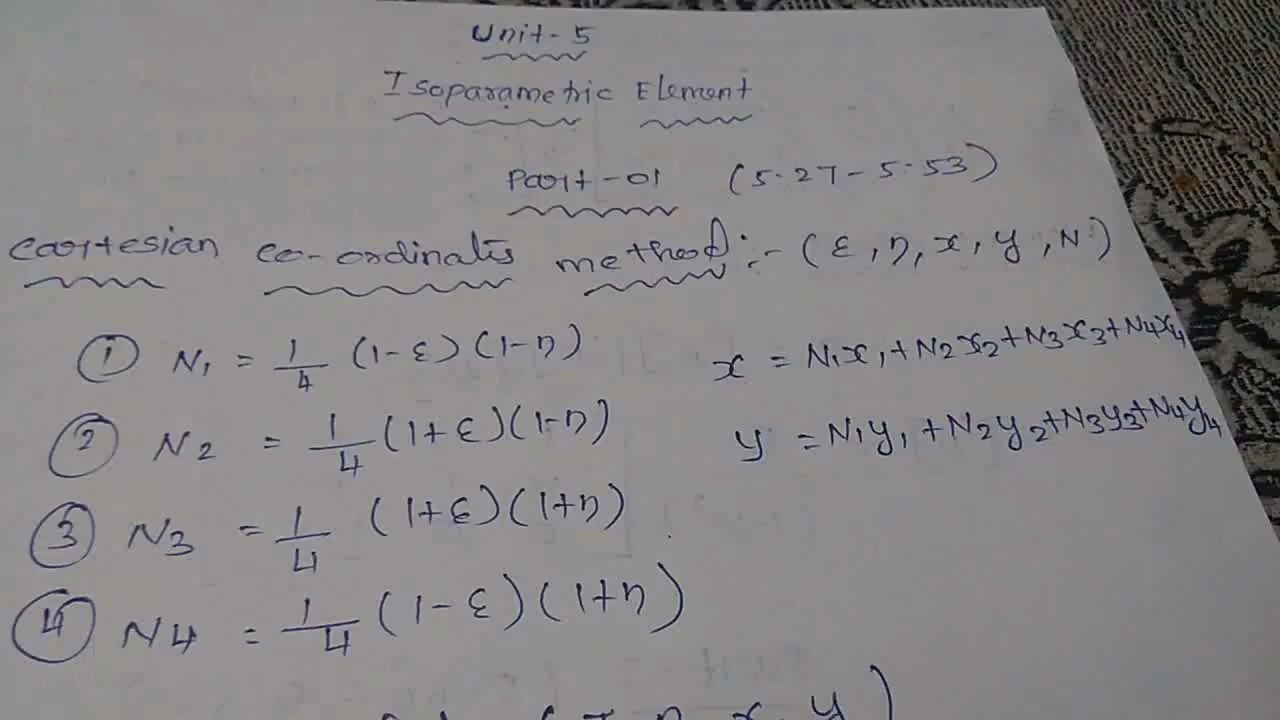 Unit-5
Isoparametric Element
Part-01 (5.27-5.53)
Cartesian co-ordinates method:- (ε, η, x, y, N)
① N1 = 1/4 (1-ε)(1-η)
x = N1x1+N2x2+N3x3+N4x4
② N2 = 1/4 (1+ε)(1-η)
y = N1y1+N2y2+N3y3+N4y4
③ N3 = 1/4 (1+ε)(1+η)
④ N4 = 1/4 (1-ε)(1+η)